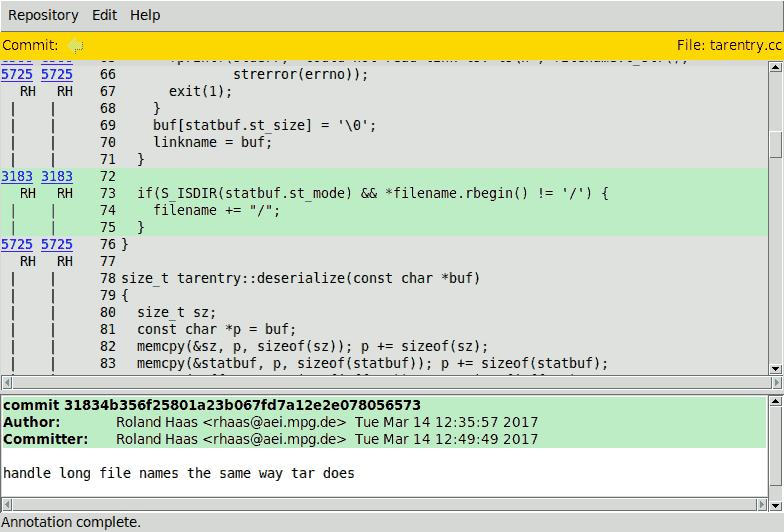 Repository Edit Help
Commit: File: tarentry.cc
5725 5725 66 strerror(errno));
RH RH 67 exit(1);
| | 68 }
| | 69 buf[statbuf.st_size] = '\0';
| | 70 linkname = buf;
| | 71 }
3183 3183 72
RH RH 73 if(S_ISDIR(statbuf.st_mode) && *filename.rbegin() != '/') {
| | 74 filename += "/";
| | 75 }
5725 5725 76 }
RH RH 77
| | 78 size_t tarentry::deserialize(const char *buf)
| | 79 {
| | 80 size_t sz;
| | 81 const char *p = buf;
| | 82 memcpy(&sz, p, sizeof(sz)); p += sizeof(sz);
| | 83 memcpy(&statbuf, p, sizeof(statbuf)); p += sizeof(statbuf);
commit 31834b356f25801a23b067fd7a12e2e078056573
Author: Roland Haas <rhaas@aei.mpg.de> Tue Mar 14 12:35:57 2017
Committer: Roland Haas <rhaas@aei.mpg.de> Tue Mar 14 12:49:49 2017
handle long file names the same way tar does
Annotation complete.